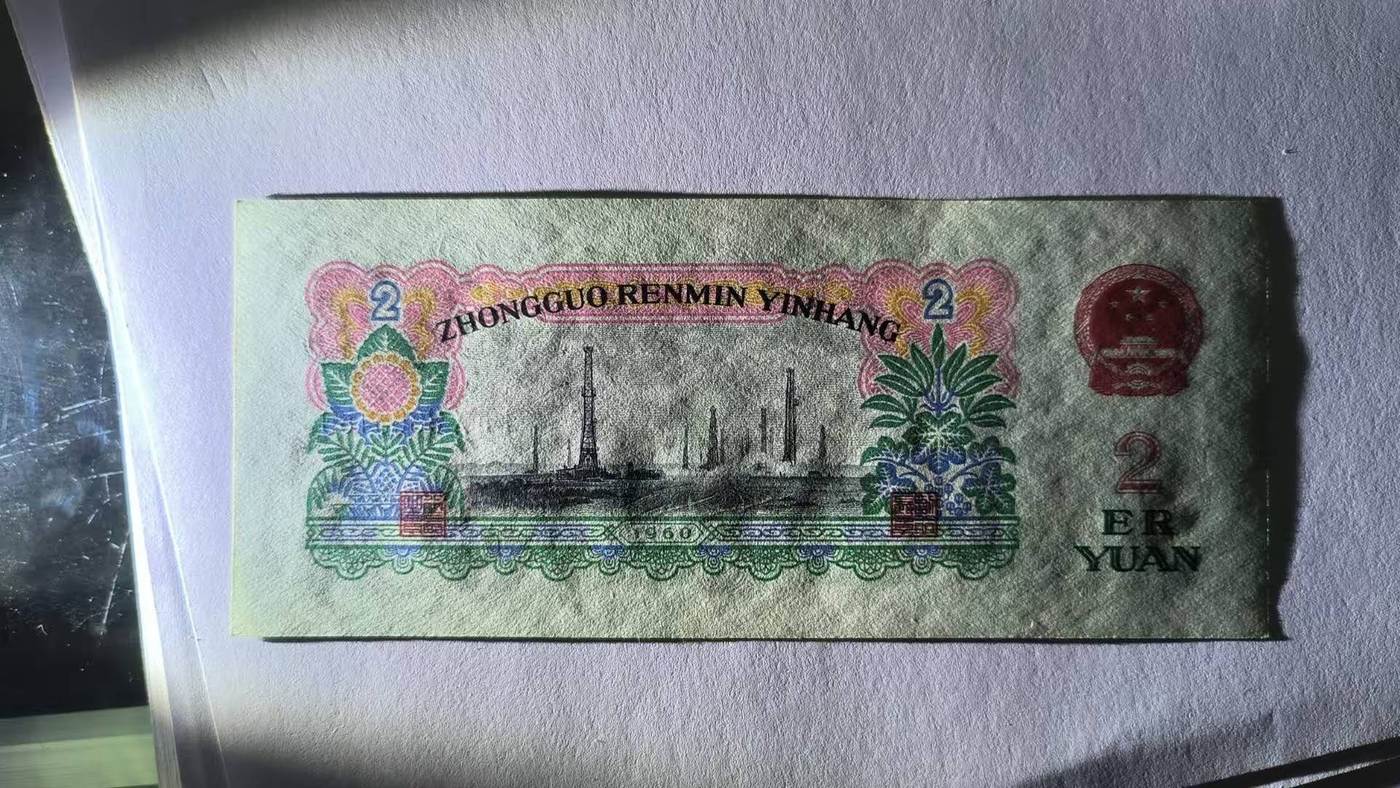 2
2
ZHONGGUO RENMIN YINHANG
1960
2
ER
YUAN